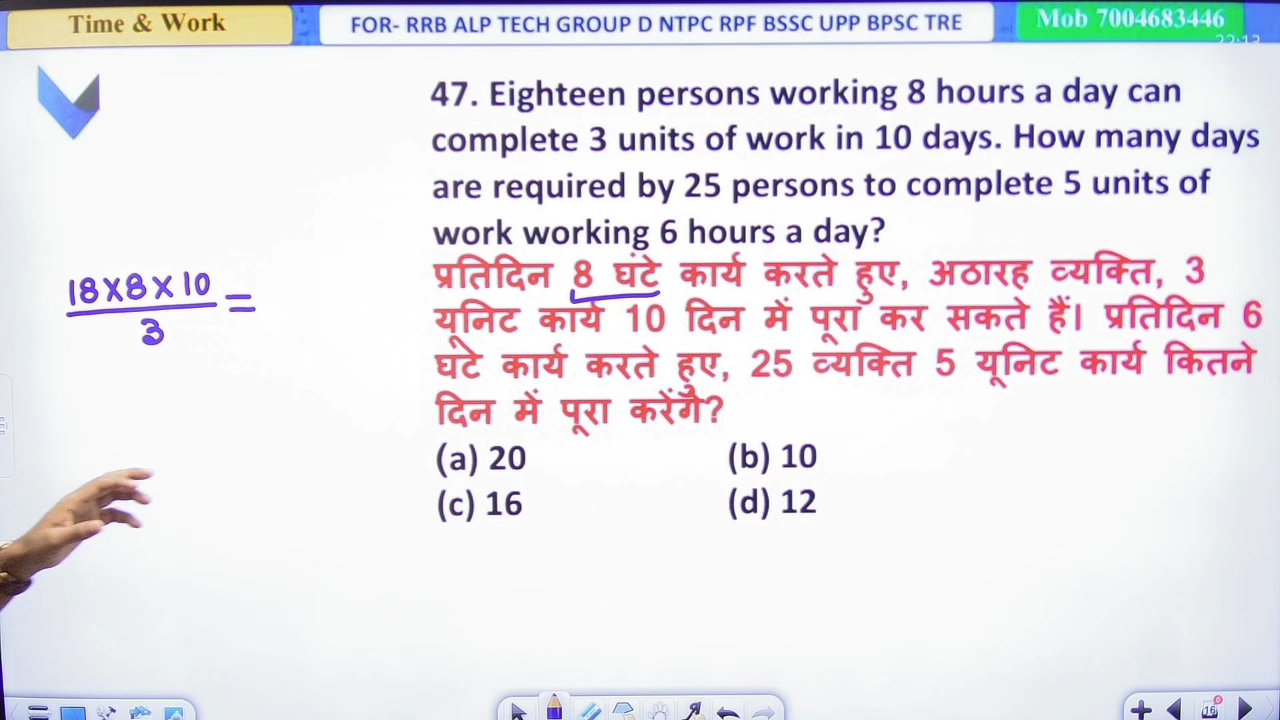 Time & Work
FOR- RRB ALP TECH GROUP D NTPC RPF BSSC UPP BPSC TRE
Mob 7004683446
22:13
47. Eighteen persons working 8 hours a day can
complete 3 units of work in 10 days. How many days
are required by 25 persons to complete 5 units of
work working 6 hours a day?
प्रतिदिन 8 घंटे कार्य करते हुए, अठारह व्यक्ति, 3
यूनिट कार्य 10 दिन में पूरा कर सकते हैं। प्रतिदिन 6
घंटे कार्य करते हुए, 25 व्यक्ति 5 यूनिट कार्य कितने
दिन में पूरा करेंगे?
(a) 20 (b) 10
(c) 16 (d) 12
18×8×10
=
3
16